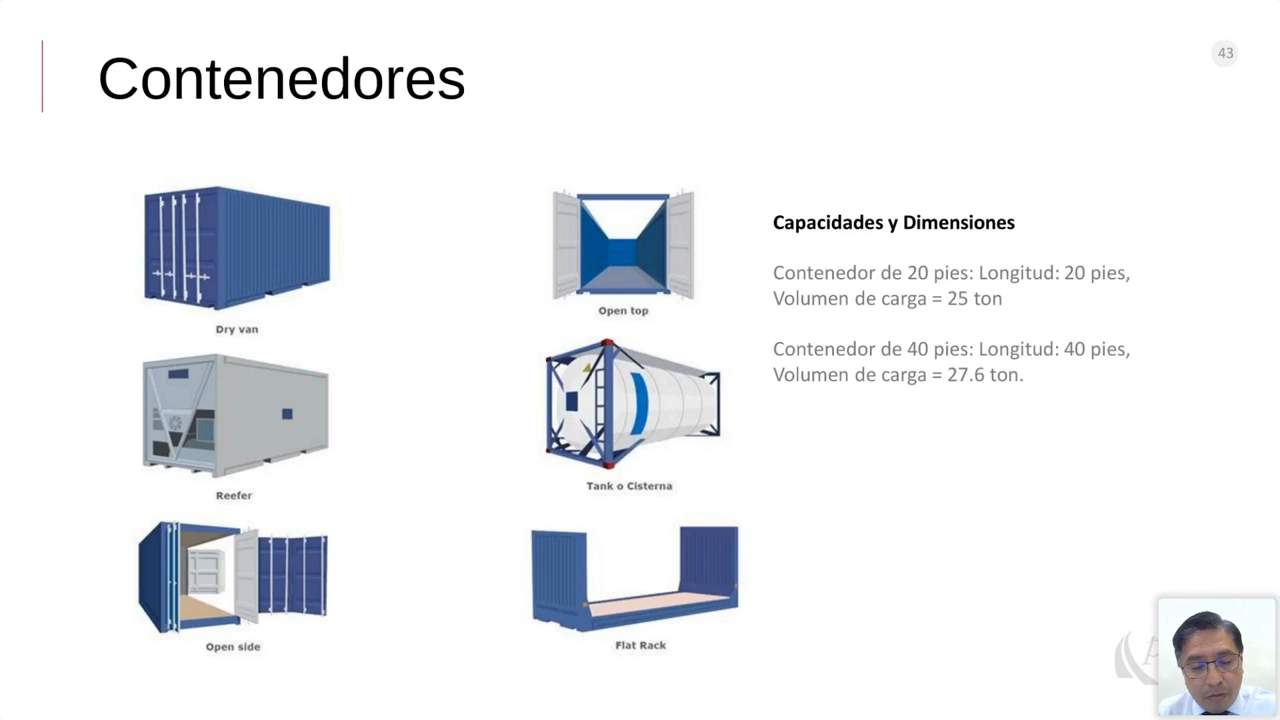 Contenedores
43
Dry van
Open top
Reefer
Tank o Cisterna
Open side
Flat Rack
Capacidades y Dimensiones
Contenedor de 20 pies: Longitud: 20 pies,
Volumen de carga = 25 ton
Contenedor de 40 pies: Longitud: 40 pies,
Volumen de carga = 27.6 ton.